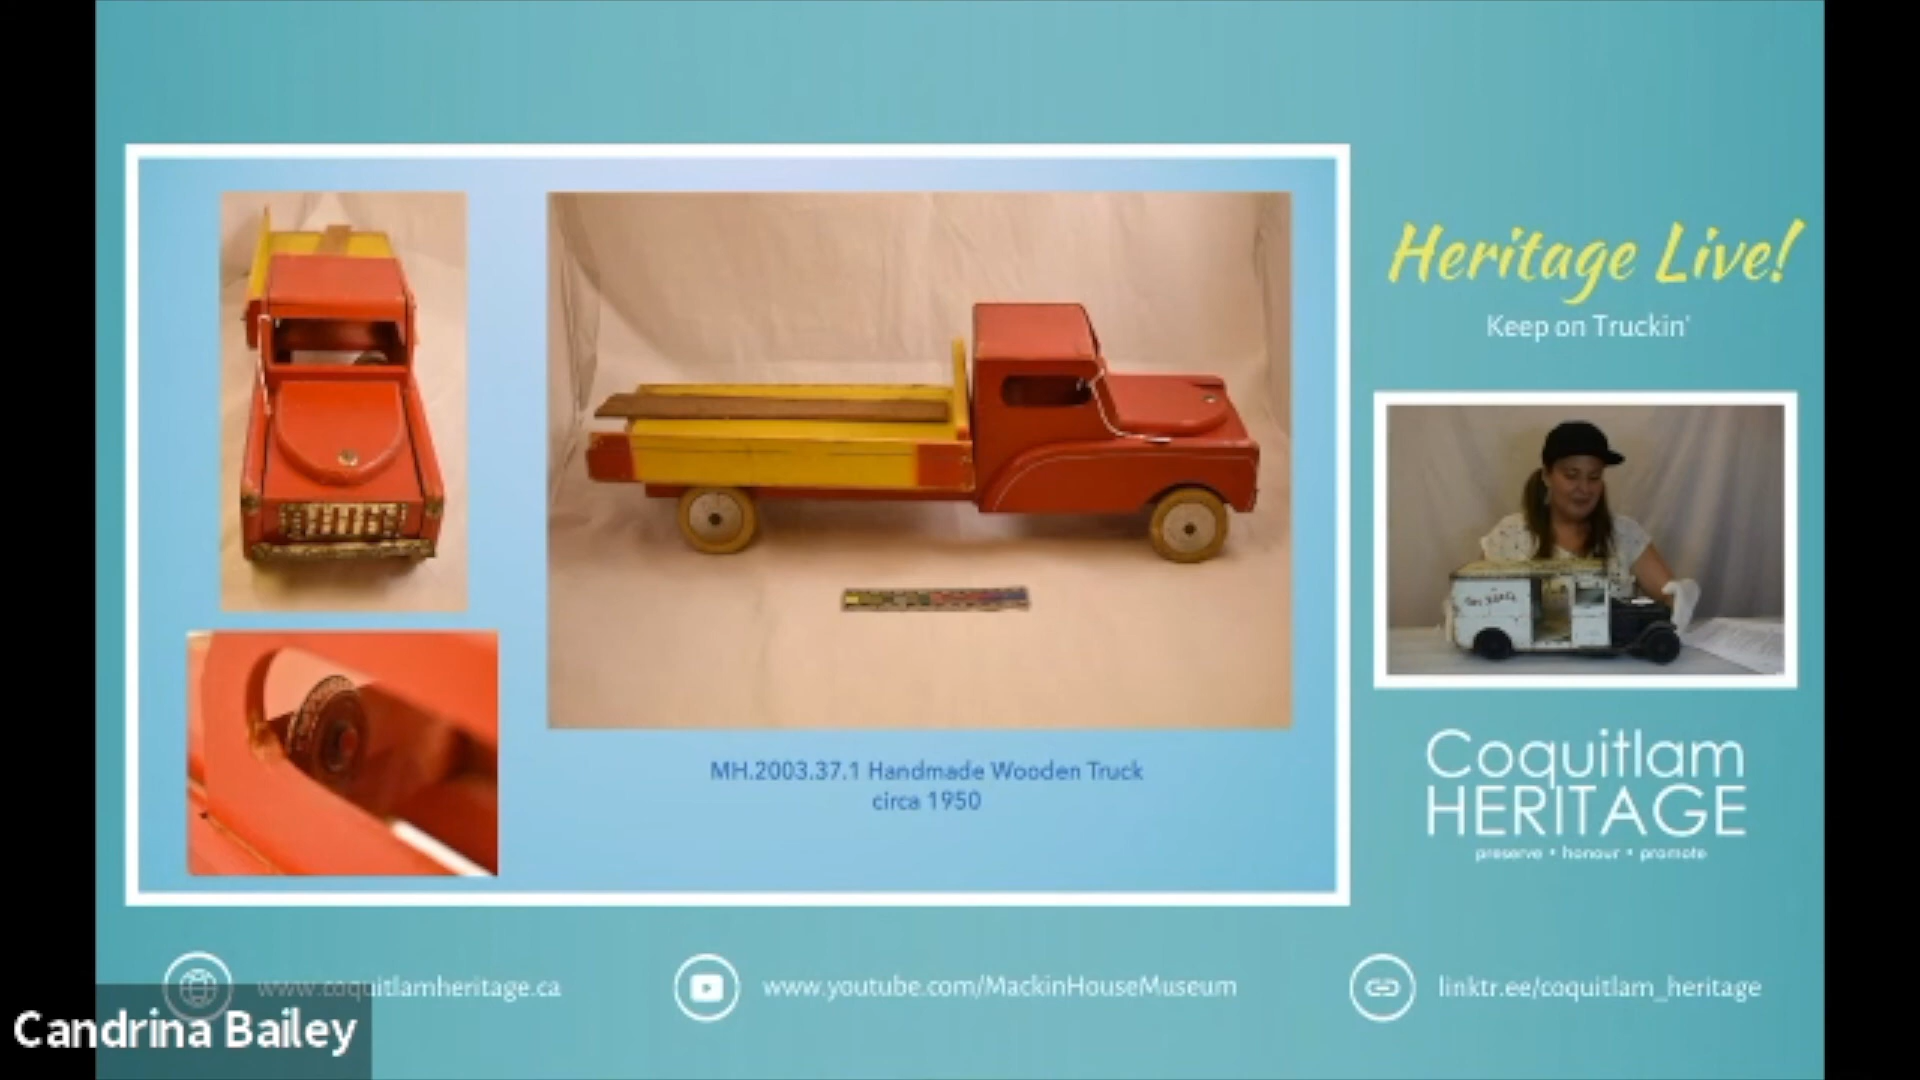 Heritage Live!
Keep on Truckin'
MH.2003.37.1 Handmade Wooden Truck
circa 1950
Coquitlam
HERITAGE
preserve • honour • promote
www.coquitlamheritage.ca
www.youtube.com/MackinHouseMuseum
linktr.ee/coquitlam_heritage
Candrina Bailey